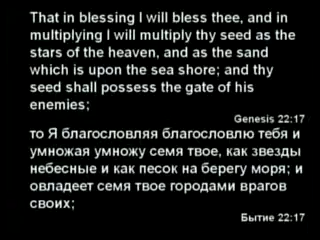 That in blessing I will bless thee, and in
multiplying I will multiply thy seed as the
stars of the heaven, and as the sand
which is upon the sea shore; and thy
seed shall possess the gate of his
enemies;
Genesis 22:17
то Я благословляя благословлю тебя и
умножая умножу семя твое, как звезды
небесные и как песок на берегу моря; и
овладеет семя твое городами врагов
своих;
Бытие 22:17